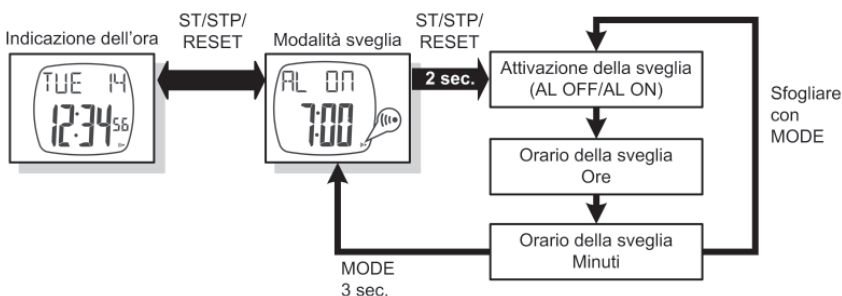 Indicazione dell'ora
TUE 14
12:34 56
ST/STP/
RESET
Modalità sveglia
AL ON
7:00
ST/STP/
RESET
2 sec.
Attivazione della sveglia
(AL OFF/AL ON)
Orario della sveglia
Ore
Orario della sveglia
Minuti
Sfogliare
con
MODE
MODE
3 sec.